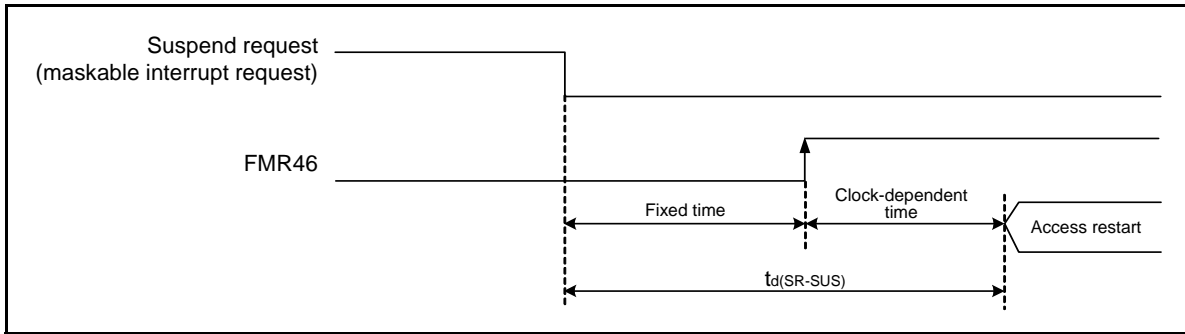 Suspend request
(maskable interrupt request)
FMR46
Fixed time
Clock-dependent
time
Access restart
td(SR-SUS)